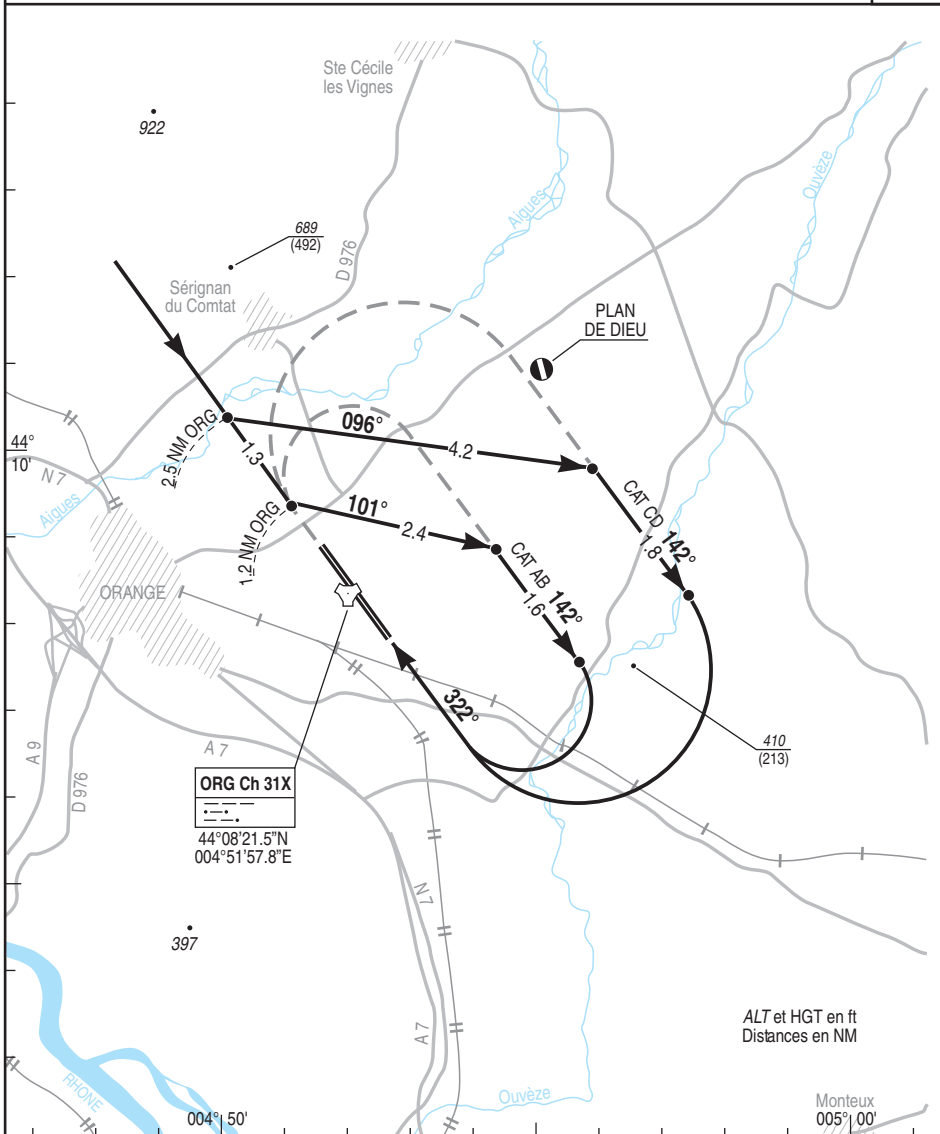 Ste Cécile
les Vignes
922
Aigues
Ouvèze
689
(492)
D 976
Sérignan
du Comtat
PLAN
DE DIEU
2.5 NM ORG
096°
4.2
1.3
44°
10'
N 7
Aigues
CAT CD 142°
1.8
101°
2.4
1.2 NM ORG
CAT AB 142°
1.6
ORANGE
322°
410
(213)
A 9
D 976
A 7
ORG Ch 31X
44°08'21.5"N
004°51'57.8"E
N 7
397
A 7
ALT et HGT en ft
Distances en NM
RHONE
Ouvèze
Monteux
004° 50'
005° 00'